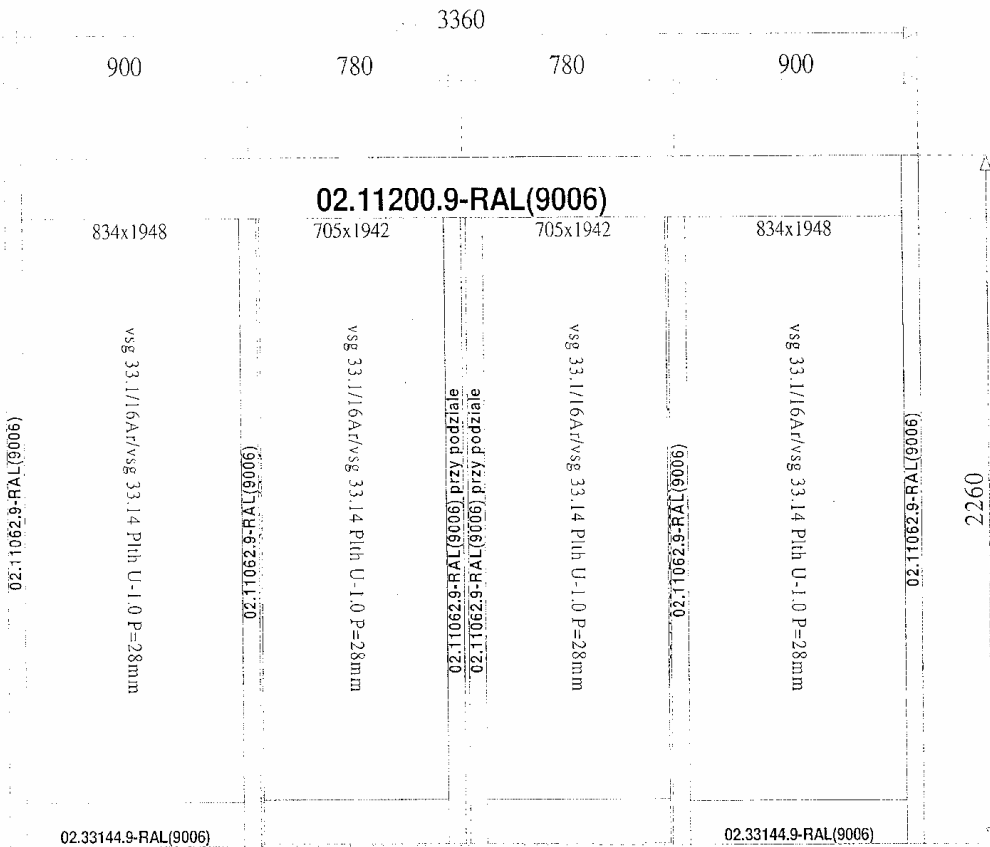 3360
900
780
780
900
02.11200.9-RAL(9006)
834x1948
705x1942
705x1942
834x1948
02.11062.9-RAL(9006)
vsg 33.1/16Ar/vsg 33.14 Plth U-1.0 P=28mm
02.11062.9-RAL(9006)
vsg 33.1/16Ar/vsg 33.14 Plth U-1.0 P=28mm
02.11062.9-RAL(9006) przy podziale
02.11062.9-RAL(9006) przy podziale
vsg 33.1/16Ar/vsg 33.14 Plth U-1.0 P=28mm
02.11062.9-RAL(9006)
vsg 33.1/16Ar/vsg 33.14 Plth U-1.0 P=28mm
02.11062.9-RAL(9006)
2260
02.33144.9-RAL(9006)
02.33144.9-RAL(9006)